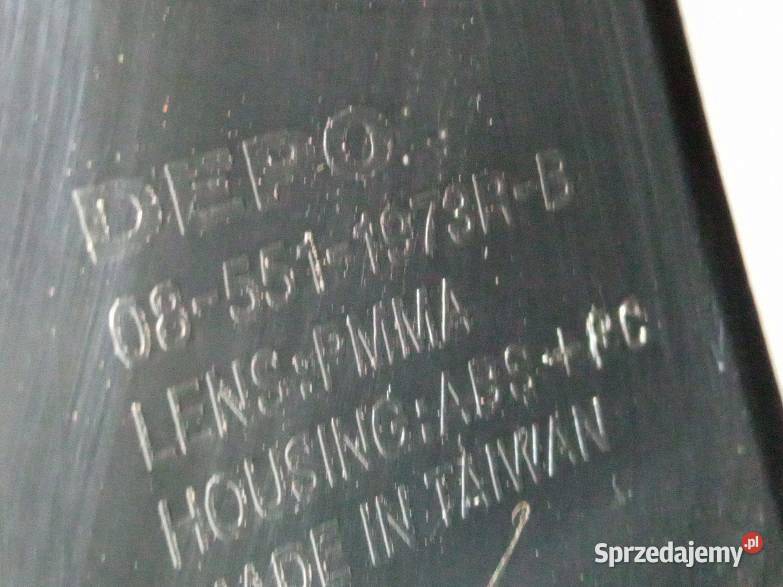 DEPO
08-551-1973R-B
LENS:PMMA
HOUSING:ABS+PC
MADE IN TAIWAN
Sprzedajemy.pl